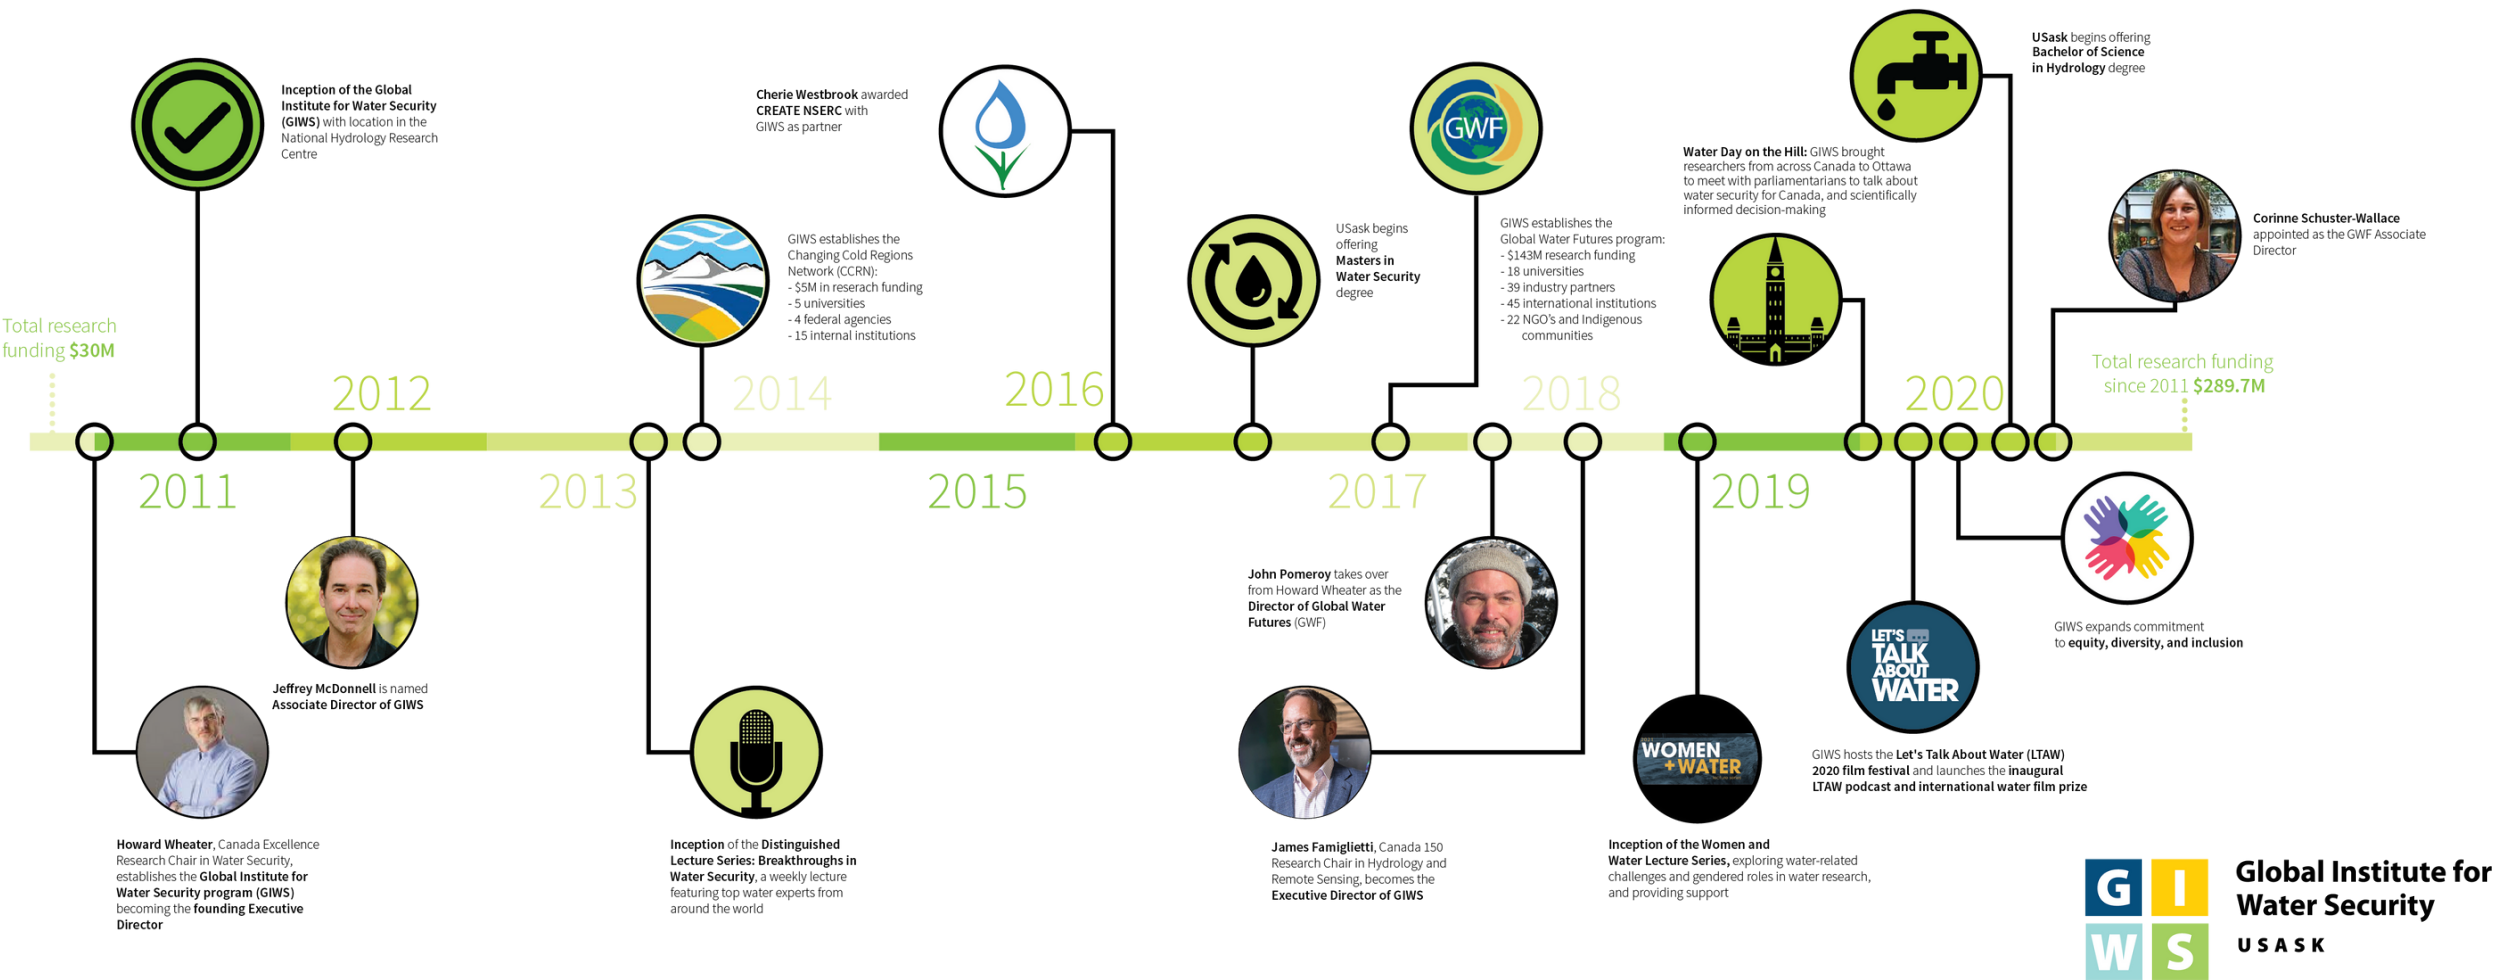 Total research
funding $30M
Inception of the Global
Institute for Water Security
(GIWS) with location in the
National Hydrology Research
Centre
2011
Howard Wheater, Canada Excellence
Research Chair in Water Security,
establishes the Global Institute for
Water Security program (GIWS)
becoming the founding Executive
Director
2012
Jeffrey McDonnell is named
Associate Director of GIWS
2013
Inception of the Distinguished
Lecture Series: Breakthroughs in
Water Security, a weekly lecture
featuring top water experts from
around the world
GIWS establishes the
Changing Cold Regions
Network (CCRN):
- $5M in reserach funding
- 5 universities
- 4 federal agencies
- 15 internal institutions
2014
2015
Cherie Westbrook awarded
CREATE NSERC with
GIWS as partner
2016
USask begins
offering
Masters in
Water Security
degree
2017
GWF
GIWS establishes the
Global Water Futures program:
- $143M research funding
- 18 universities
- 39 industry partners
- 45 international institutions
- 22 NGO's and Indigenous
communities
John Pomeroy takes over
from Howard Wheater as the
Director of Global Water
Futures (GWF)
2018
James Famiglietti, Canada 150
Research Chair in Hydrology and
Remote Sensing, becomes the
Executive Director of GIWS
2019
WOMEN
+WATER
Inception of the Women and
Water Lecture Series, exploring water-related
challenges and gendered roles in water research,
and providing support
Water Day on the Hill: GIWS brought
researchers from across Canada to Ottawa
to meet with parliamentarians to talk about
water security for Canada, and scientifically
informed decision-making
2020
LET'S
TALK
ABOUT
WATER
GIWS hosts the Let's Talk About Water (LTAW)
2020 film festival and launches the inaugural
LTAW podcast and international water film prize
GIWS expands commitment
to equity, diversity, and inclusion
USask begins offering
Bachelor of Science
in Hydrology degree
Corinne Schuster-Wallace
appointed as the GWF Associate
Director
Total research funding
since 2011 $289.7M
G I
W S
Global Institute for
Water Security
USASK